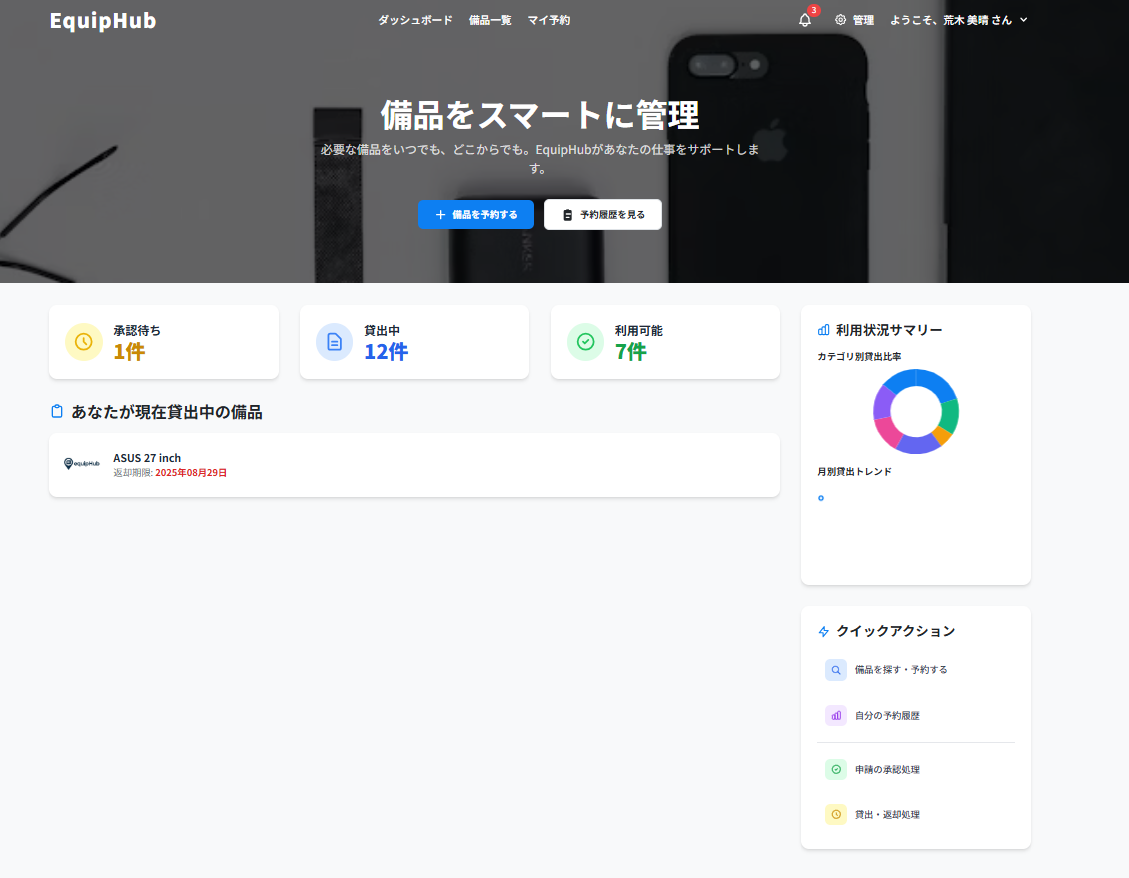 EquipHub
ダッシュボード 備品一覧 マイ予約
3
管理
ようこそ、荒木 美晴 さん
備品をスマートに管理
必要な備品をいつでも、どこからでも。EquipHubがあなたの仕事をサポートしま
す。
備品を予約する
予約履歴を見る
承認待ち
1件
貸出中
12件
利用可能
7件
あなたが現在貸出中の備品
equipHub
ASUS 27 inch
返却期限: 2025年08月29日
利用状況サマリー
カテゴリ別貸出比率
月別貸出トレンド
クイックアクション
備品を探す・予約する
自分の予約履歴
申請の承認処理
貸出・返却処理